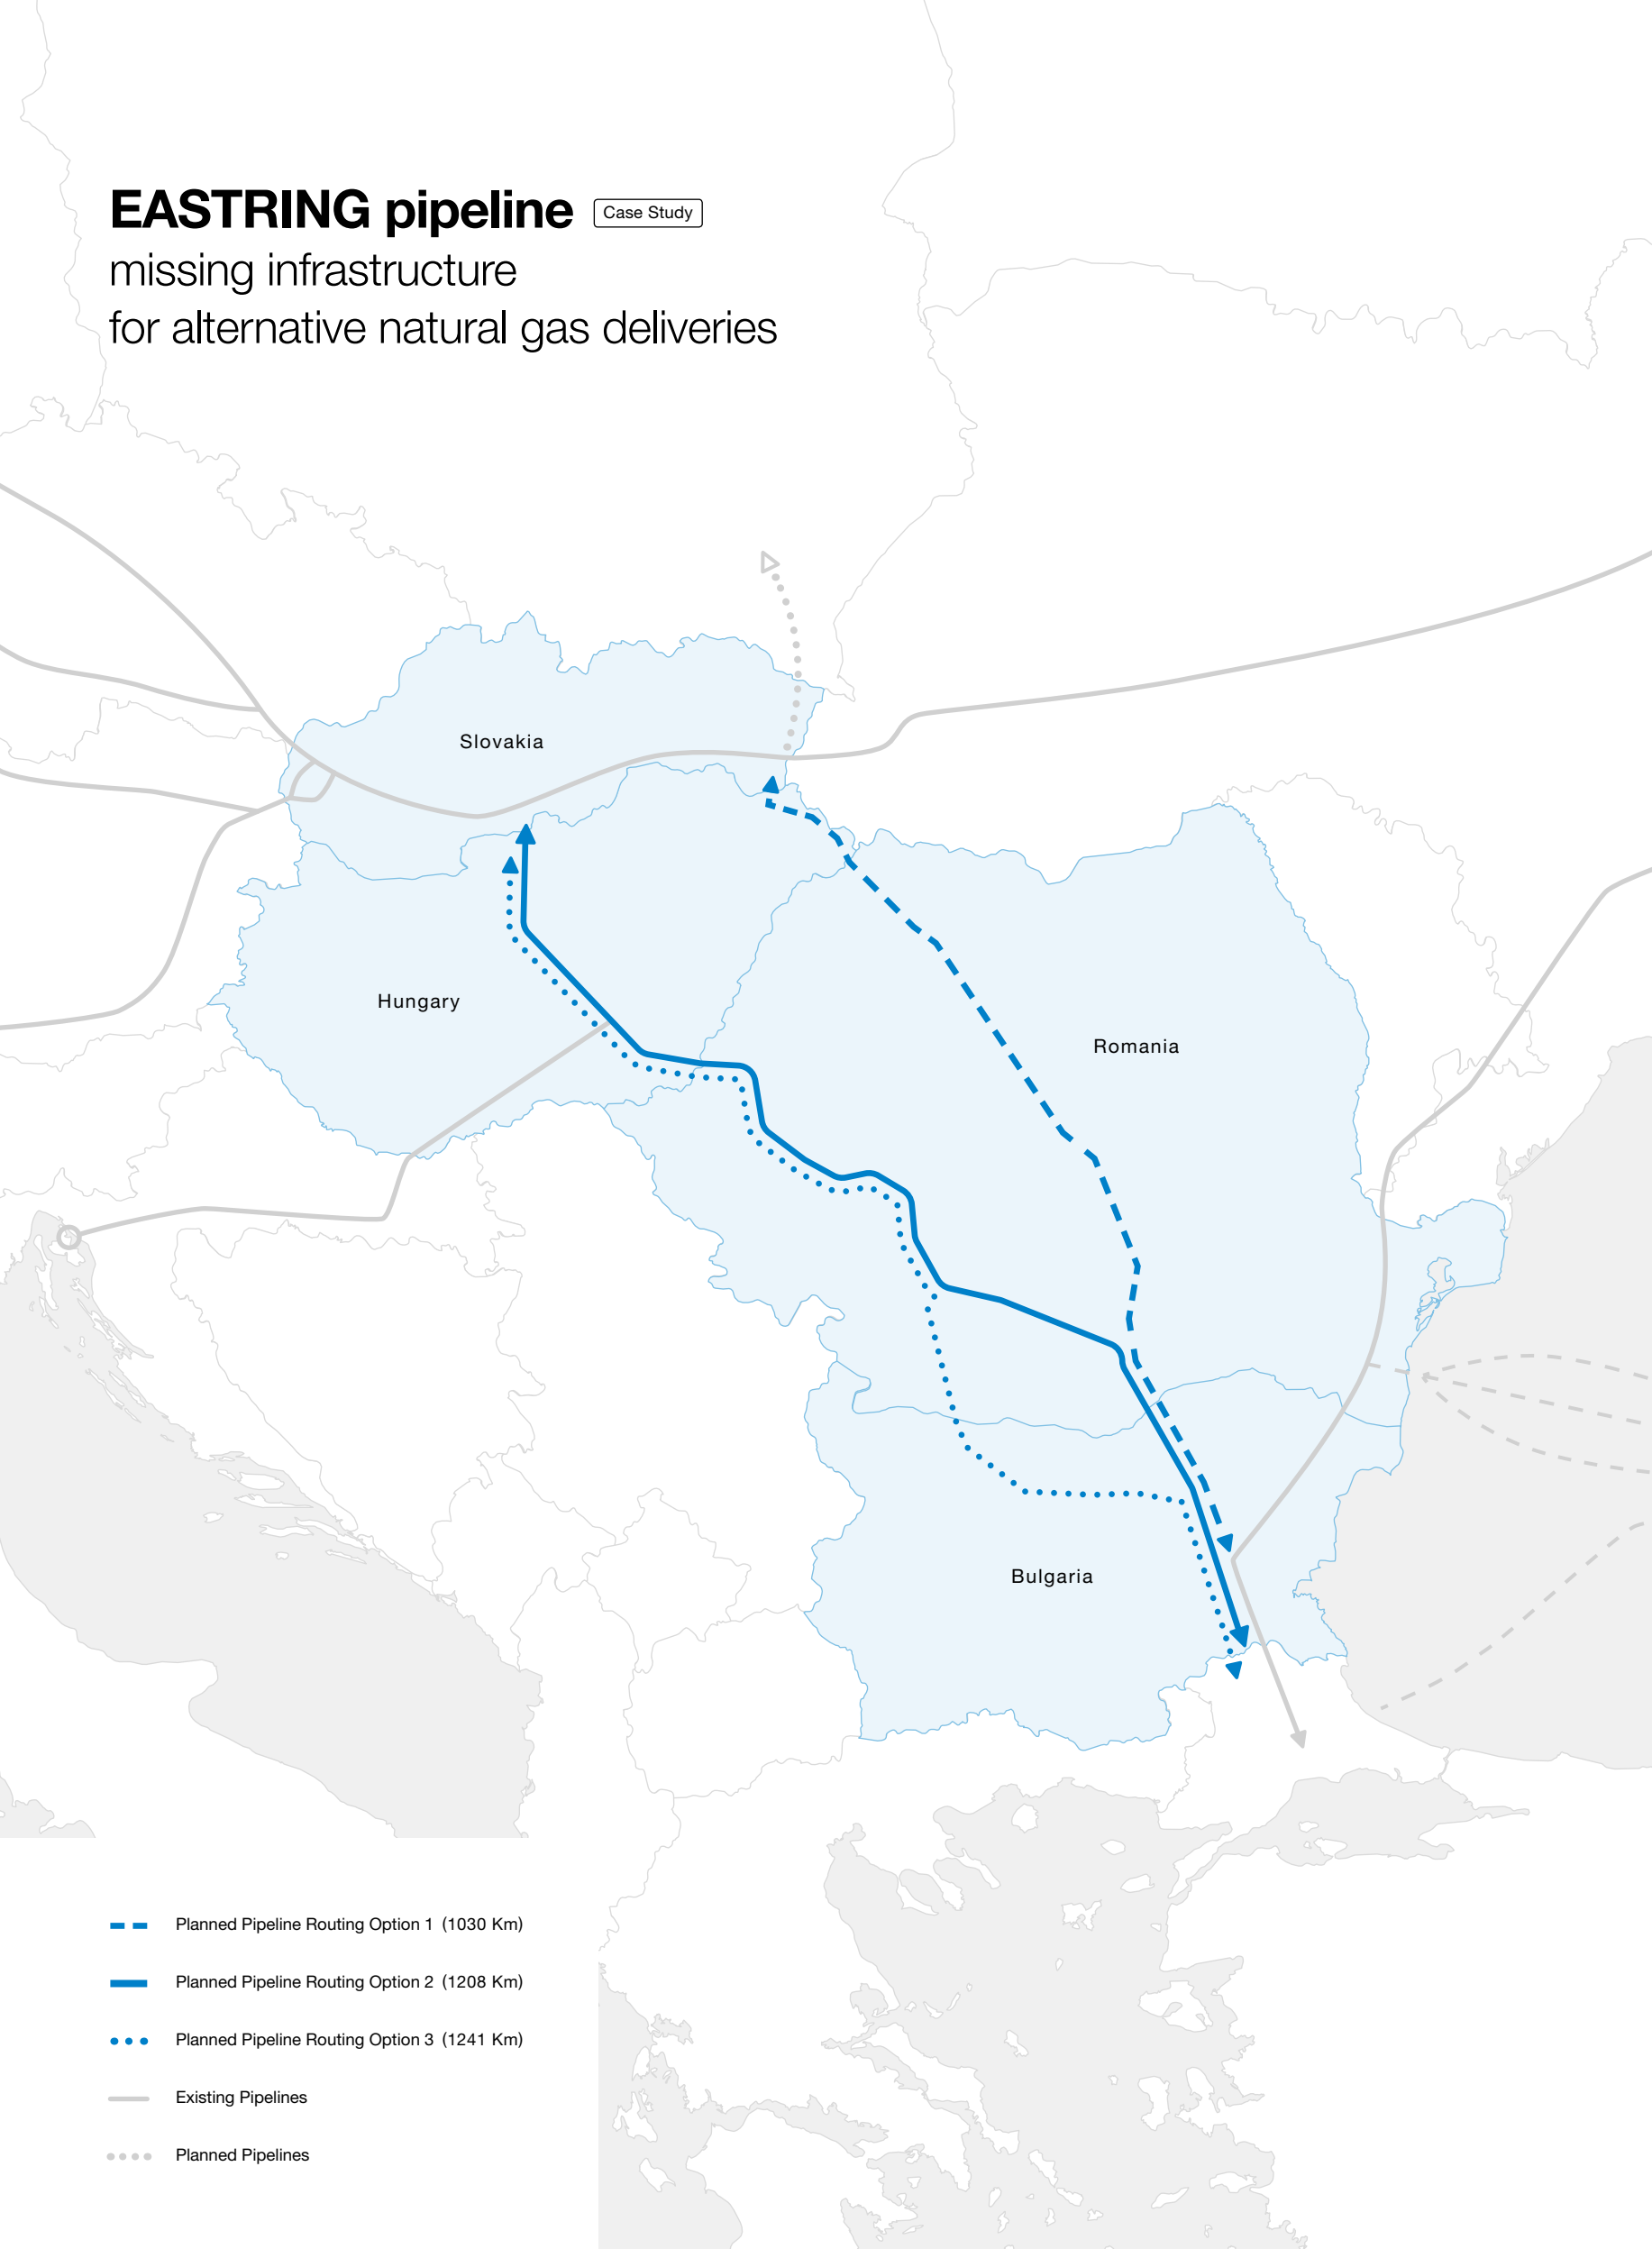 EASTRING pipeline Case Study
missing infrastructure
for alternative natural gas deliveries
Slovakia
Hungary
Romania
Bulgaria
Planned Pipeline Routing Option 1 (1030 Km)
Planned Pipeline Routing Option 2 (1208 Km)
Planned Pipeline Routing Option 3 (1241 Km)
Existing Pipelines
Planned Pipelines